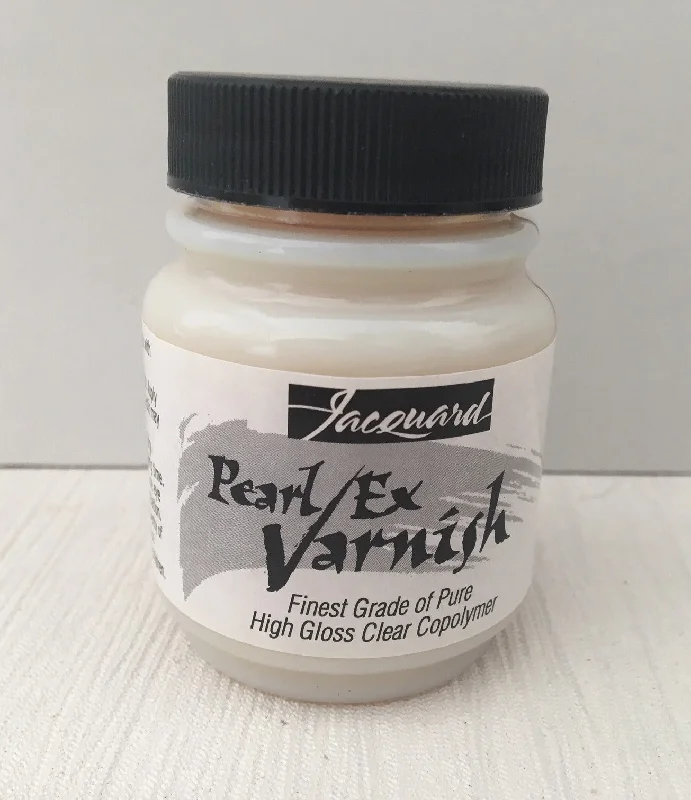 Jacquard
Pearl Ex
Varnish
Finest Grade of Pure
High Gloss Clear Copolymer